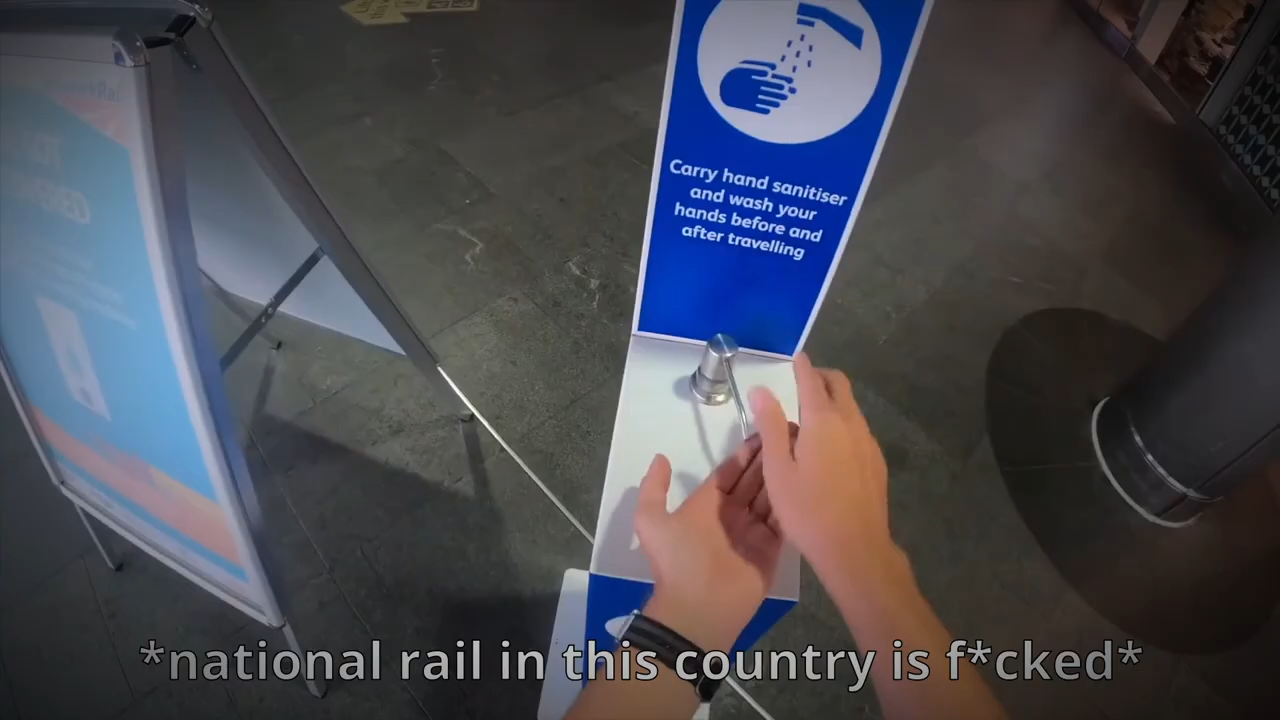 Carry hand sanitiser
and wash your
hands before and
after travelling
*national rail in this country is f*cked*